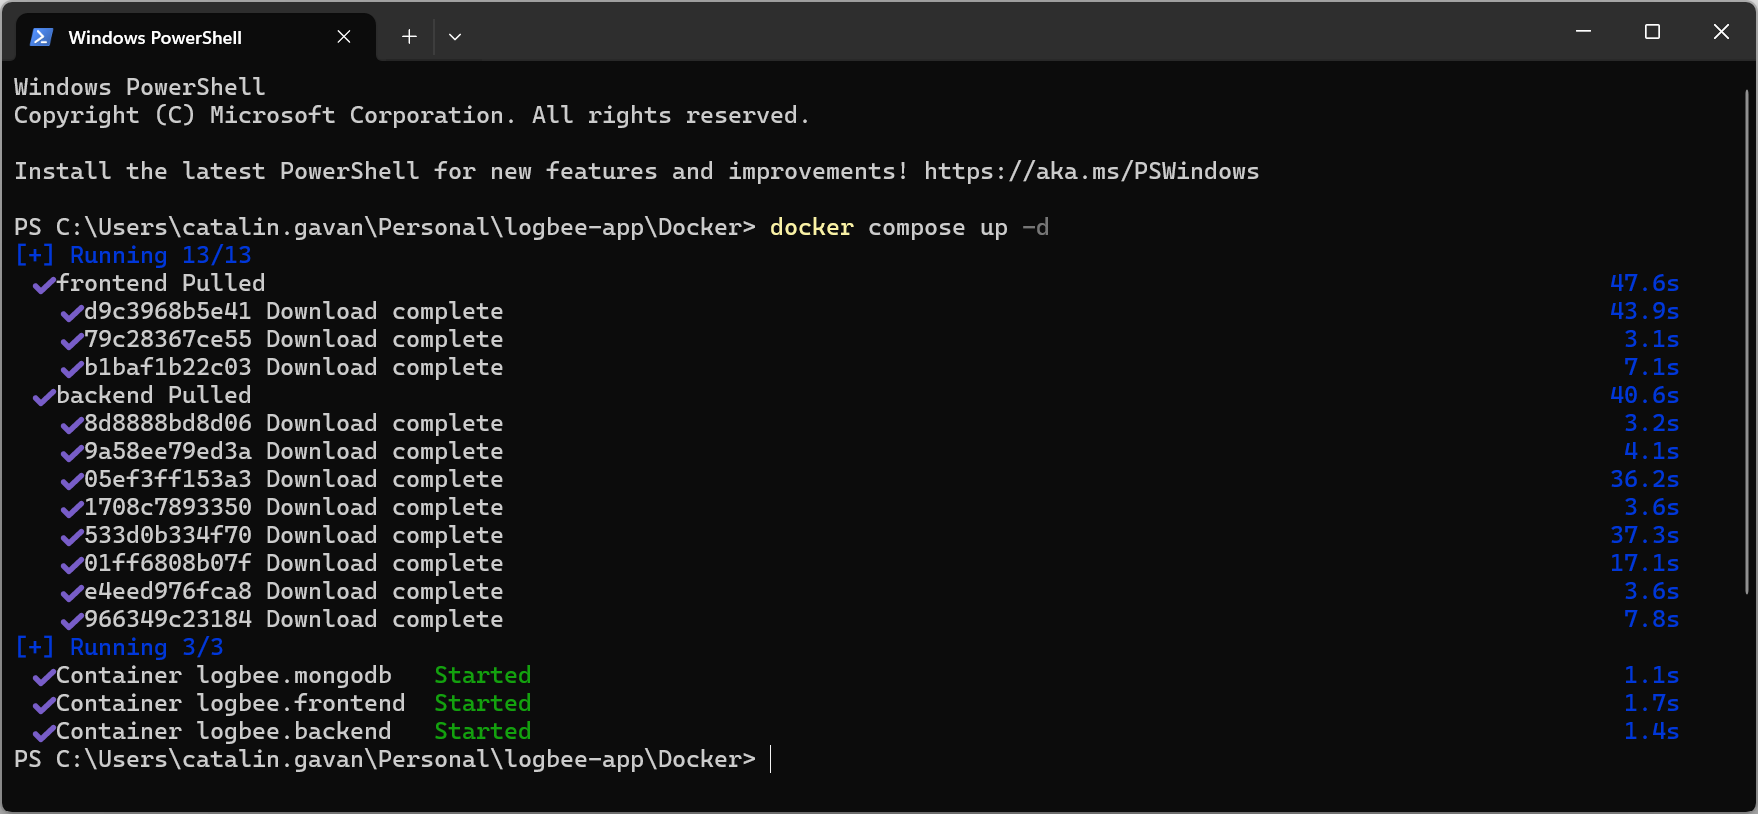 Windows PowerShell
Windows PowerShell
Copyright (C) Microsoft Corporation. All rights reserved.
Install the latest PowerShell for new features and improvements! https://aka.ms/PSWindows
PS C:\Users\catalin.gavan\Personal\logbee-app\Docker> docker compose up -d
[+] Running 13/13
✔frontend Pulled 47.6s
✔d9c3968b5e41 Download complete 43.9s
✔79c28367ce55 Download complete 3.1s
✔b1baf1b22c03 Download complete 7.1s
✔backend Pulled 40.6s
✔8d8888bd8d06 Download complete 3.2s
✔9a58ee79ed3a Download complete 4.1s
✔05ef3ff153a3 Download complete 36.2s
✔1708c7893350 Download complete 3.6s
✔533d0b334f70 Download complete 37.3s
✔01ff6808b07f Download complete 17.1s
✔e4eed976fca8 Download complete 3.6s
✔966349c23184 Download complete 7.8s
[+] Running 3/3
✔Container logbee.mongodb Started 1.1s
✔Container logbee.frontend Started 1.7s
✔Container logbee.backend Started 1.4s
PS C:\Users\catalin.gavan\Personal\logbee-app\Docker>